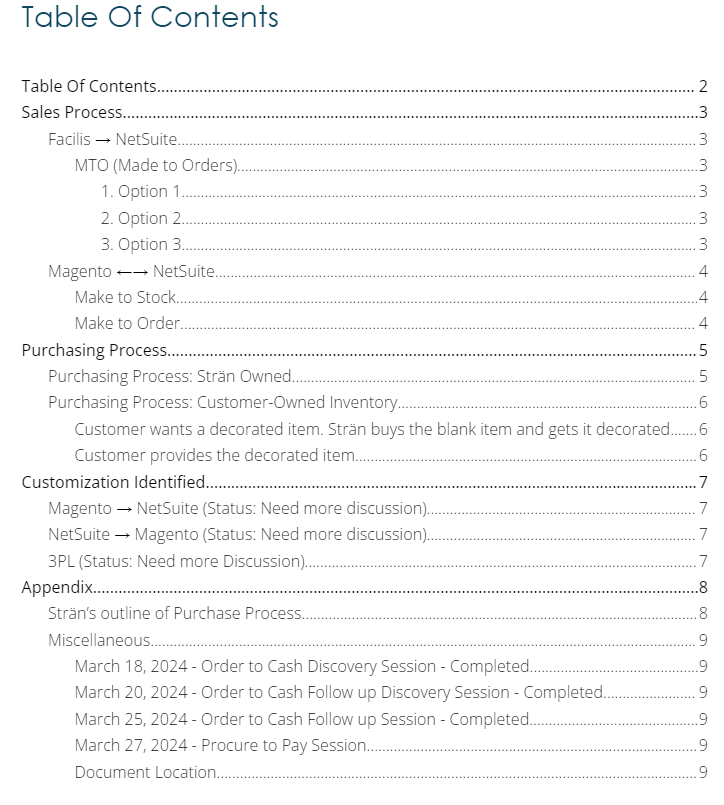 Table Of Contents
Table Of Contents 2
Sales Process 3
Facilis → NetSuite 3
MTO (Made to Orders) 3
1. Option 1 3
2. Option 2 3
3. Option 3 3
Magento ←→ NetSuite 4
Make to Stock 4
Make to Order 4
Purchasing Process 5
Purchasing Process: Strän Owned 5
Purchasing Process: Customer-Owned Inventory 6
Customer wants a decorated item. Strän buys the blank item and gets it decorated 6
Customer provides the decorated item 6
Customization Identified 7
Magento → NetSuite (Status: Need more discussion) 7
NetSuite → Magento (Status: Need more discussion) 7
3PL (Status: Need more Discussion) 7
Appendix 8
Strän's outline of Purchase Process 8
Miscellaneous 9
March 18, 2024 - Order to Cash Discovery Session - Completed 9
March 20, 2024 - Order to Cash Follow up Discovery Session - Completed 9
March 25, 2024 - Order to Cash Follow up Session - Completed 9
March 27, 2024 - Procure to Pay Session 9
Document Location 9